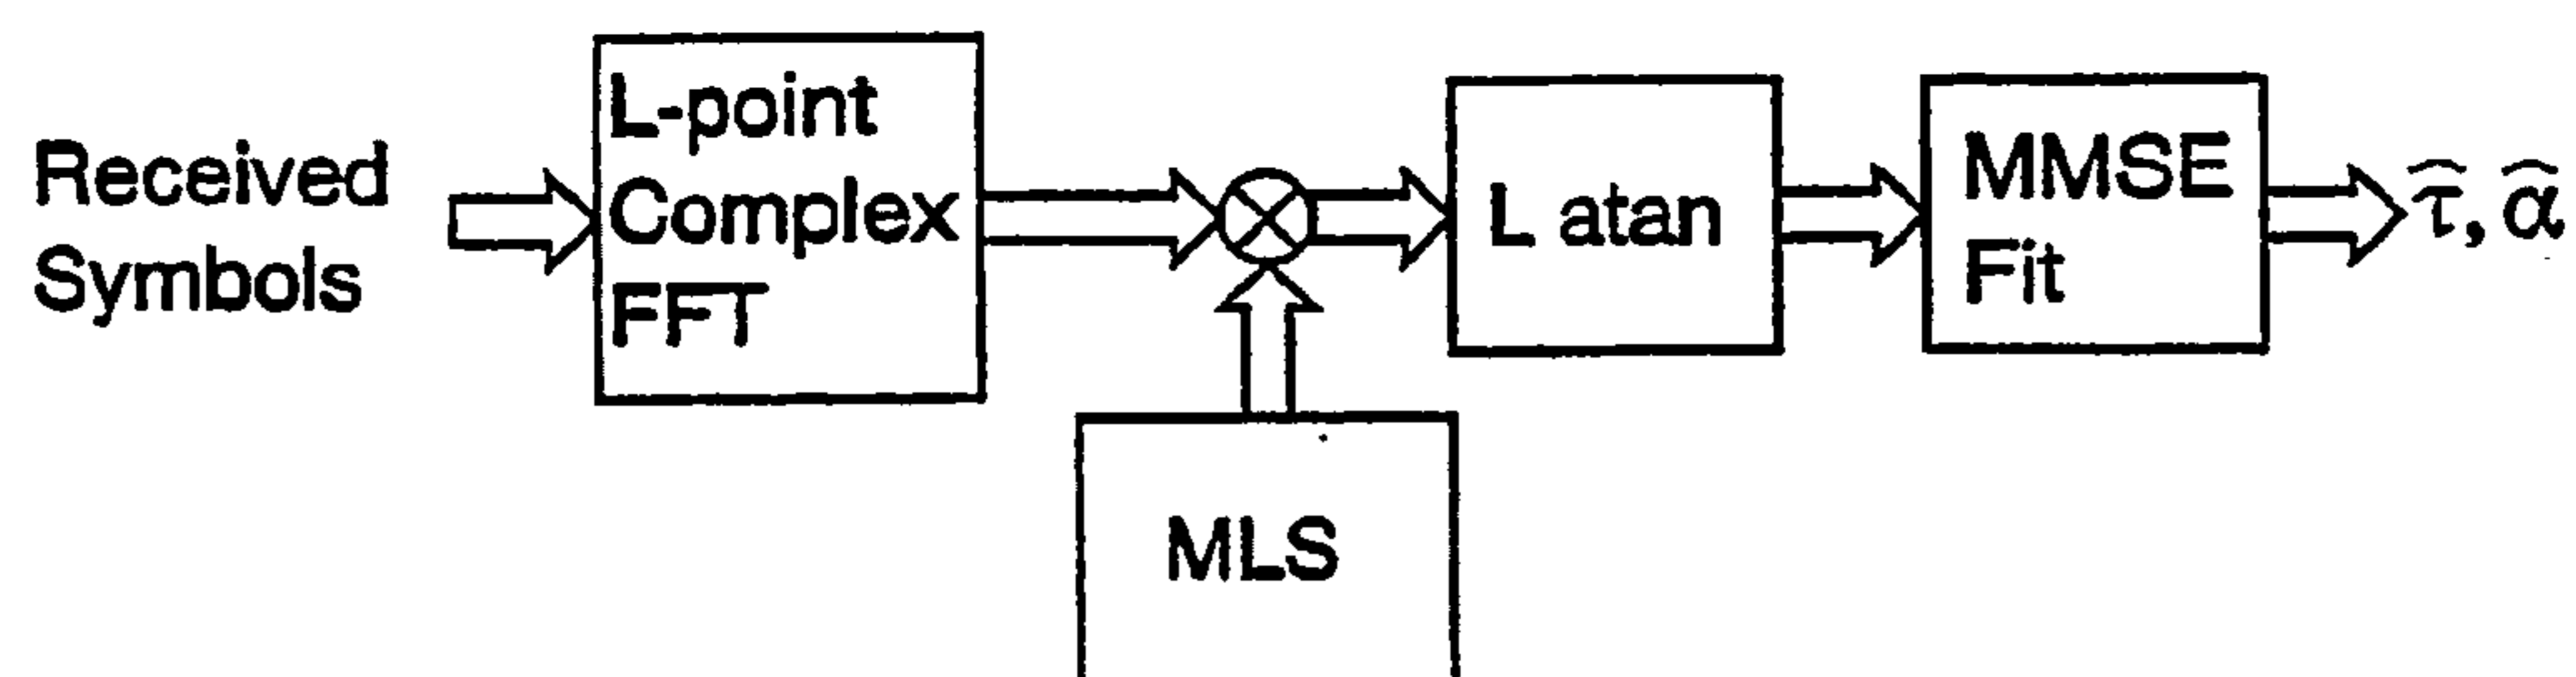 Received
Symbols
L-point
Complex
FFT
L atan
MMSE
Fit
τ̂, α̂
MLS